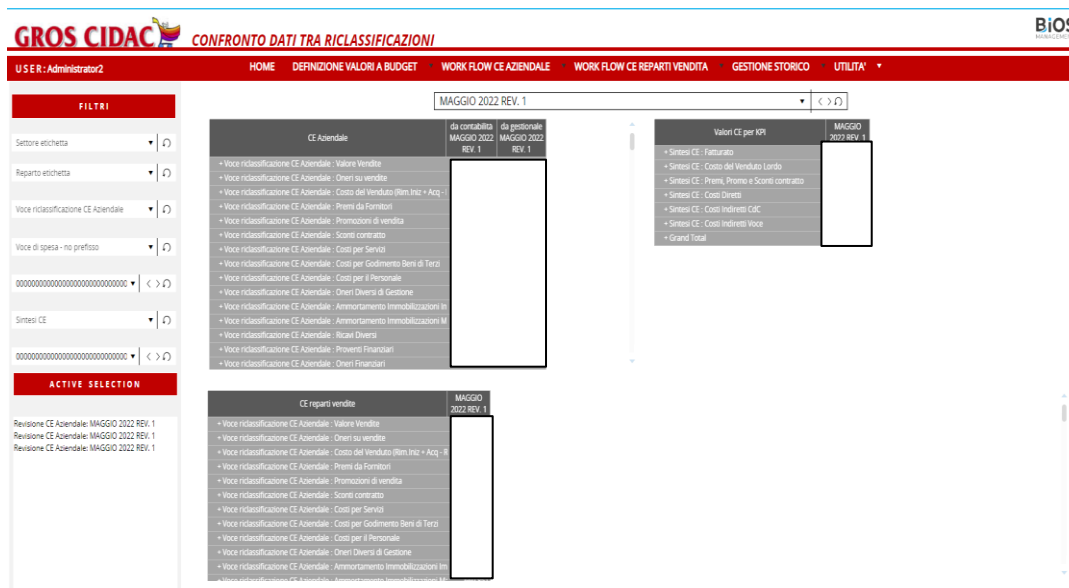 GROS CIDAC
CONFRONTO DATI TRA RICLASSIFICAZIONI
BiOS
MANAGEMENT
USER: Administrator2
HOME DEFINIZIONE VALORI A BUDGET WORK FLOW CE AZIENDALE WORK FLOW CE REPARTI VENDITA GESTIONE STORICO UTILITA'
FILTRI
Settore etichetta
Reparto etichetta
Voce riclassificazione CE Aziendale
Voce di spesa - no prefisso
Sintesi CE
ACTIVE SELECTION
Revisione CE Aziendale: MAGGIO 2022 REV. 1
Revisione CE Aziendale: MAGGIO 2022 REV. 1
Revisione CE Aziendale: MAGGIO 2022 REV. 1
MAGGIO 2022 REV. 1
CE Aziendale
da contabilita MAGGIO 2022 REV. 1
da gestionale MAGGIO 2022 REV. 1
+ Voce riclassificazione CE Aziendale : Valore Vendite
+ Voce riclassificazione CE Aziendale : Oneri su vendite
+ Voce riclassificazione CE Aziendale : Costo del Venduto (Rim.Iniz + Acq -
+ Voce riclassificazione CE Aziendale : Premi da Fornitori
+ Voce riclassificazione CE Aziendale : Promozioni di vendita
+ Voce riclassificazione CE Aziendale : Sconti contratto
+ Voce riclassificazione CE Aziendale : Costi per Servizi
+ Voce riclassificazione CE Aziendale : Costi per Godimento Beni di Terzi
+ Voce riclassificazione CE Aziendale : Costi per il Personale
+ Voce riclassificazione CE Aziendale : Oneri Diversi di Gestione
+ Voce riclassificazione CE Aziendale : Ammortamento Immobilizzazioni Im
+ Voce riclassificazione CE Aziendale : Ammortamento Immobilizzazioni M
+ Voce riclassificazione CE Aziendale : Ricavi Diversi
+ Voce riclassificazione CE Aziendale : Proventi Finanziari
+ Voce riclassificazione CE Aziendale : Oneri Finanziari
Valori CE per KPI
MAGGIO 2022 REV. 1
+ Sintesi CE : Fatturato
+ Sintesi CE : Costo del Venduto Lordo
+ Sintesi CE : Premi, Promo e Sconti contratto
+ Sintesi CE : Costi Diretti
+ Sintesi CE : Costi Indiretti CdC
+ Sintesi CE : Costi Indiretti Voce
+ Grand Total
CE reparti vendite
MAGGIO 2022 REV. 1
+ Voce riclassificazione CE Aziendale : Valore Vendite
+ Voce riclassificazione CE Aziendale : Oneri su vendite
+ Voce riclassificazione CE Aziendale : Costo del Venduto (Rim.Iniz + Acq - R
+ Voce riclassificazione CE Aziendale : Premi da Fornitori
+ Voce riclassificazione CE Aziendale : Promozioni di vendita
+ Voce riclassificazione CE Aziendale : Sconti contratto
+ Voce riclassificazione CE Aziendale : Costi per Servizi
+ Voce riclassificazione CE Aziendale : Costi per Godimento Beni di Terzi
+ Voce riclassificazione CE Aziendale : Costi per il Personale
+ Voce riclassificazione CE Aziendale : Oneri Diversi di Gestione
+ Voce riclassificazione CE Aziendale : Ammortamento Immobilizzazioni Im